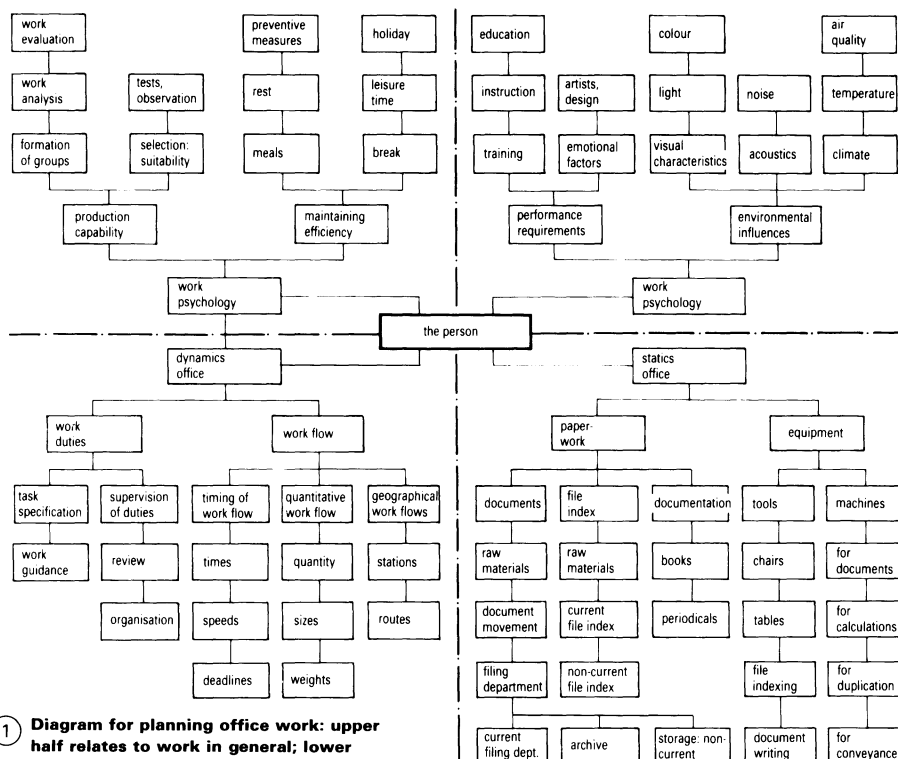 work
evaluation
preventive
measures
holiday
education
colour
air
quality
work
analysis
tests,
observation
rest
leisure
time
instruction
artists,
design
light
noise
temperature
formation
of groups
selection:
suitability
meals
break
training
emotional
factors
visual
characteristics
acoustics
climate
production
capability
maintaining
efficiency
performance
requirements
environmental
influences
work
psychology
work
psychology
the person
dynamics
office
statics
office
work
duties
work flow
paper-
work
equipment
task
specification
supervision
of duties
timing of
work flow
quantitative
work flow
geographical
work flows
documents
file
index
documentation
tools
machines
work
guidance
review
times
quantity
stations
raw
materials
raw
materials
books
chairs
for
documents
organisation
speeds
sizes
routes
document
movement
current
file index
periodicals
tables
for
calculations
deadlines
weights
filing
department
non-current
file index
file
indexing
for
duplication
current
filing dept.
archive
storage: non-
current
document
writing
for
conveyance
1 Diagram for planning office work: upper
half relates to work in general; lower